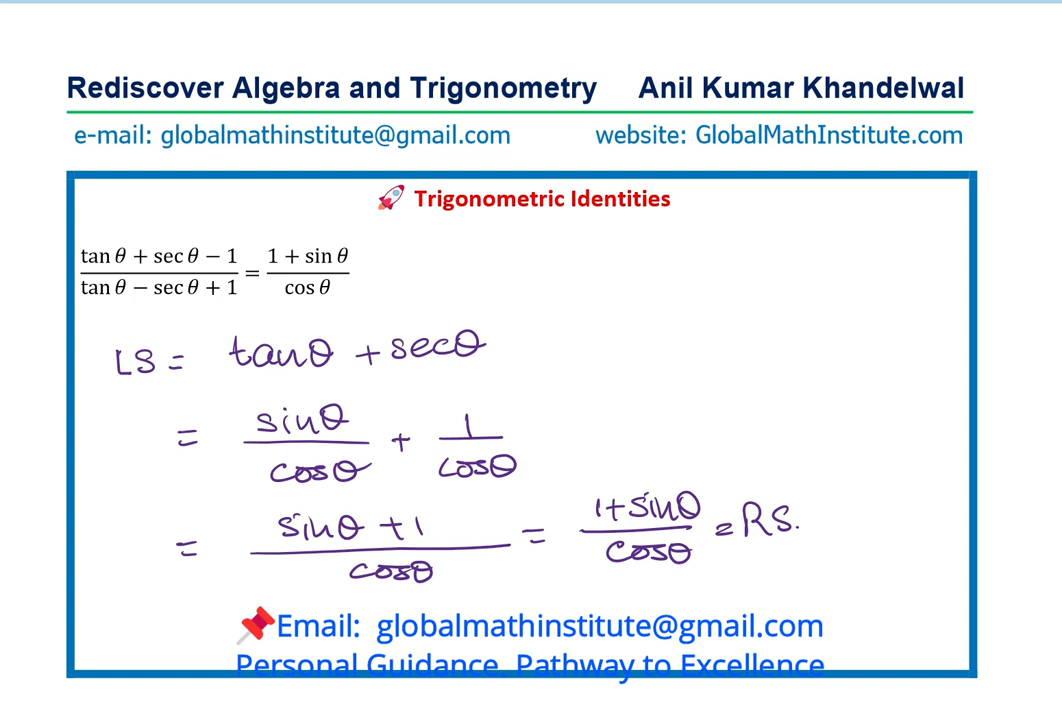 Rediscover Algebra and Trigonometry Anil Kumar Khandelwal
e-mail: globalmathinstitute@gmail.com website: GlobalMathInstitute.com
🚀 Trigonometric Identities
(tan θ + sec θ − 1)/(tan θ − sec θ + 1) = (1 + sin θ)/(cos θ)
LS = tanθ + secθ
= sinθ/cosθ + 1/cosθ
= (sinθ + 1)/cosθ = (1+sinθ)/cosθ = RS.
📌Email: globalmathinstitute@gmail.com
Personal Guidance, Pathway to Excellence